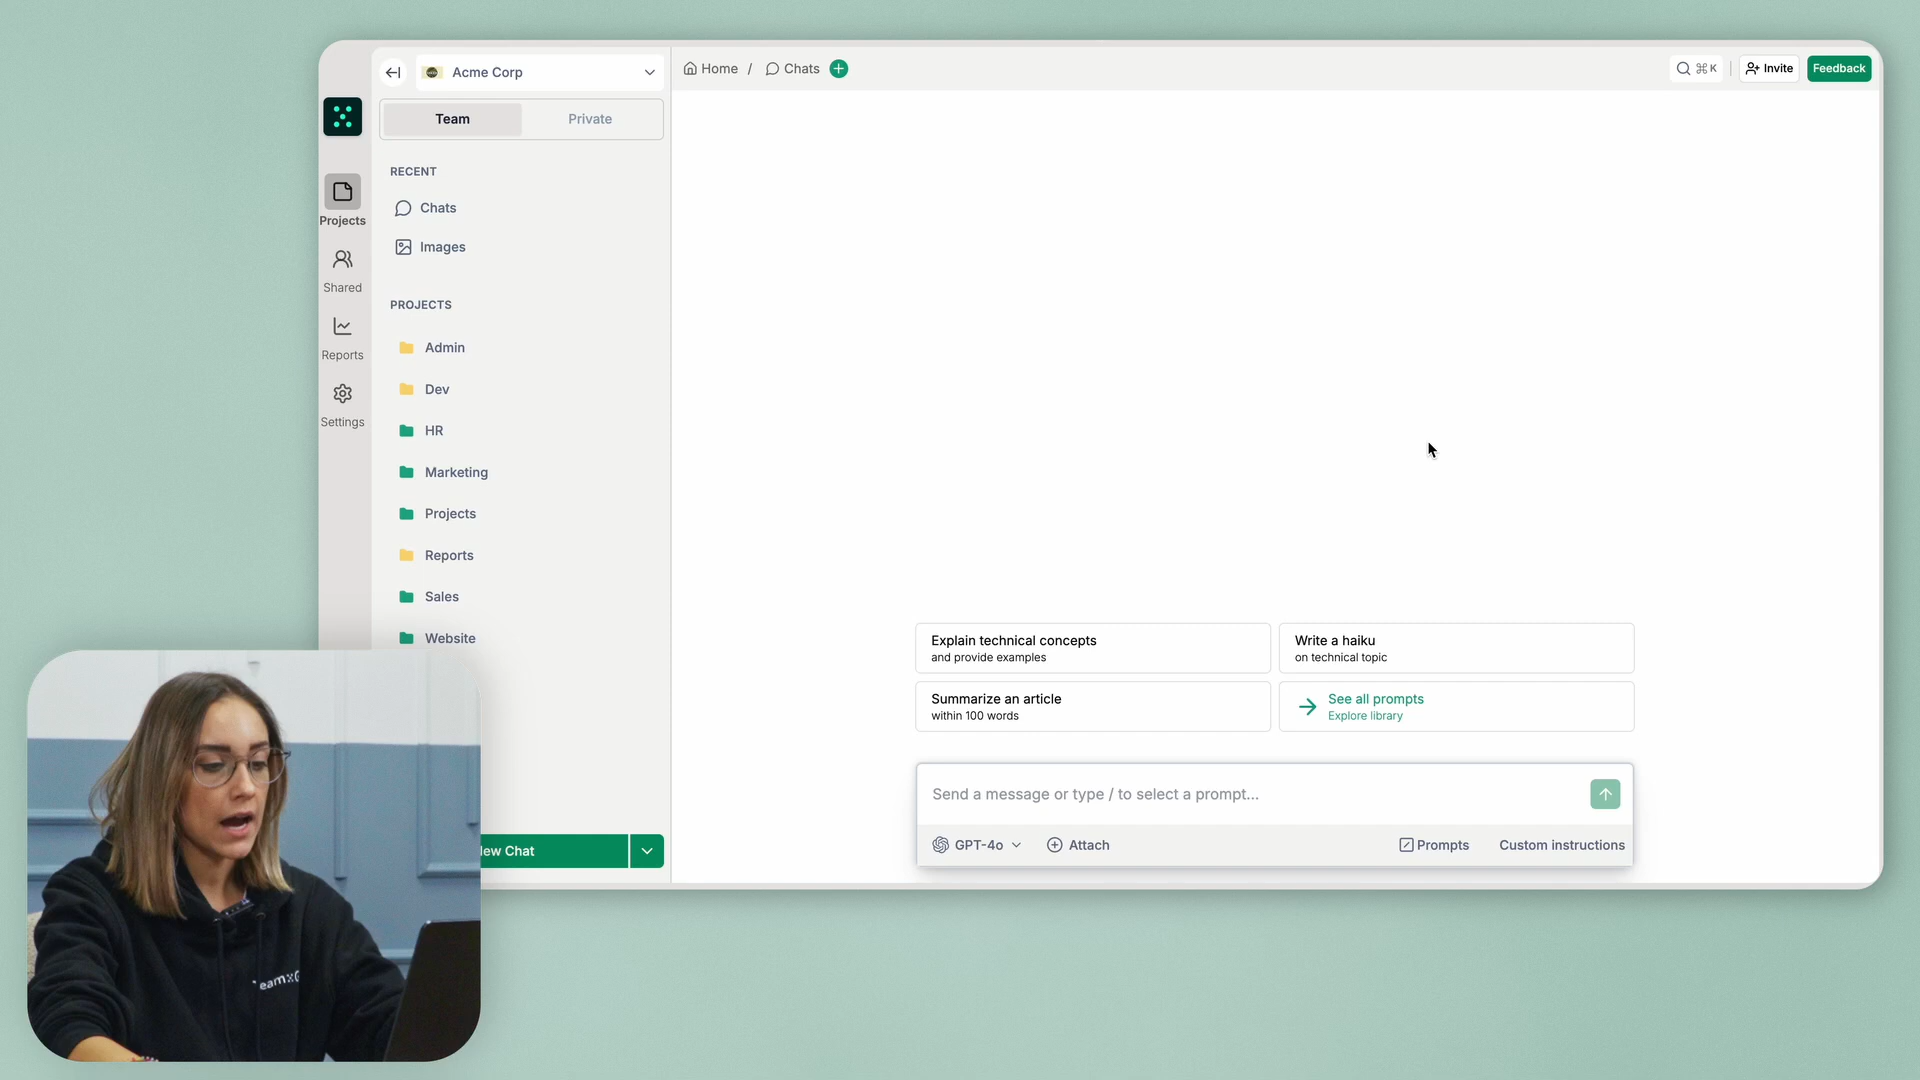 Acme Corp
Home / Chats
⌘K
Invite
Feedback
Team
Private
RECENT
Chats
Images
PROJECTS
Admin
Dev
HR
Marketing
Projects
Reports
Sales
Website
Projects
Shared
Reports
Settings
Explain technical concepts
and provide examples
Write a haiku
on technical topic
Summarize an article
within 100 words
See all prompts
Explore library
Send a message or type / to select a prompt...
GPT-4o
Attach
Prompts
Custom instructions
Chat